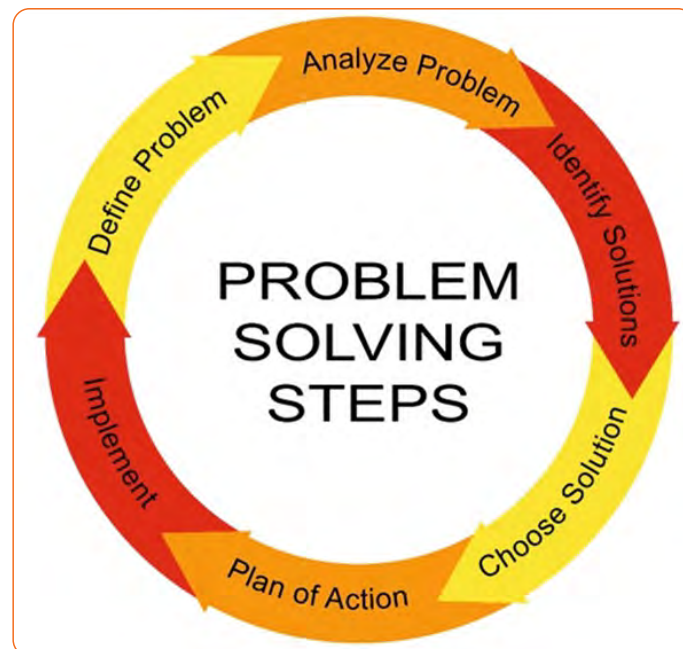 PROBLEM
SOLVING
STEPS
Define Problem
Analyze Problem
Identify Solutions
Choose Solution
Plan of Action
Implement